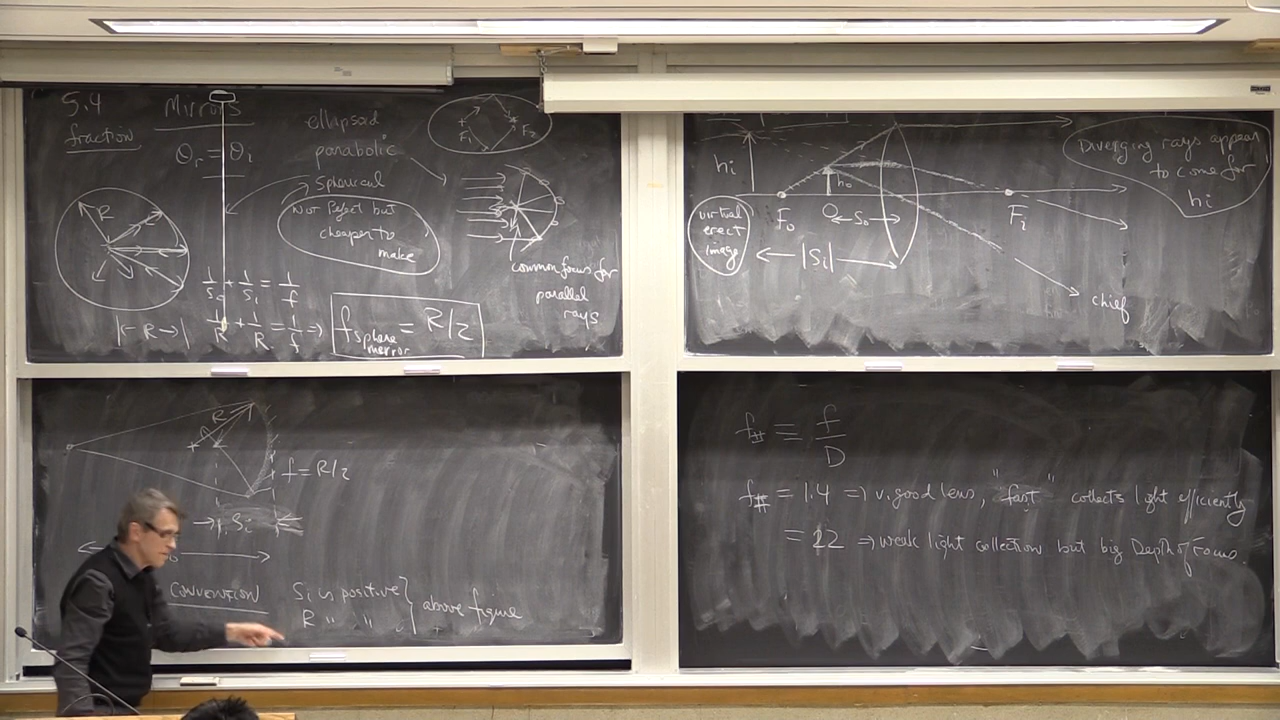 5.4 Mirrors
fraction
θr = θi
ellipsoid
parabolic
Spherical
Not Perfect but
cheaper to
make
F1
F2
R
common focus for
parallel
rays
1/So + 1/Si = 1/f
|← R →| 1/R + 1/R = 1/f ⇒ f sphere mirror = R/2
hi
ho
Fo
O
← So →
Fi
virtual
erect
image
← |Si| →
chief
Diverging rays appear
to come for
hi
R
f = R/2
Si
CONVENTION Si is positive
R " "
above figure
f# ≡ f/D
f# = 1.4 ⇒ v. good lens, "fast" collects light efficiently
= 22 ⇒ weak light collection but big Depth of Focus